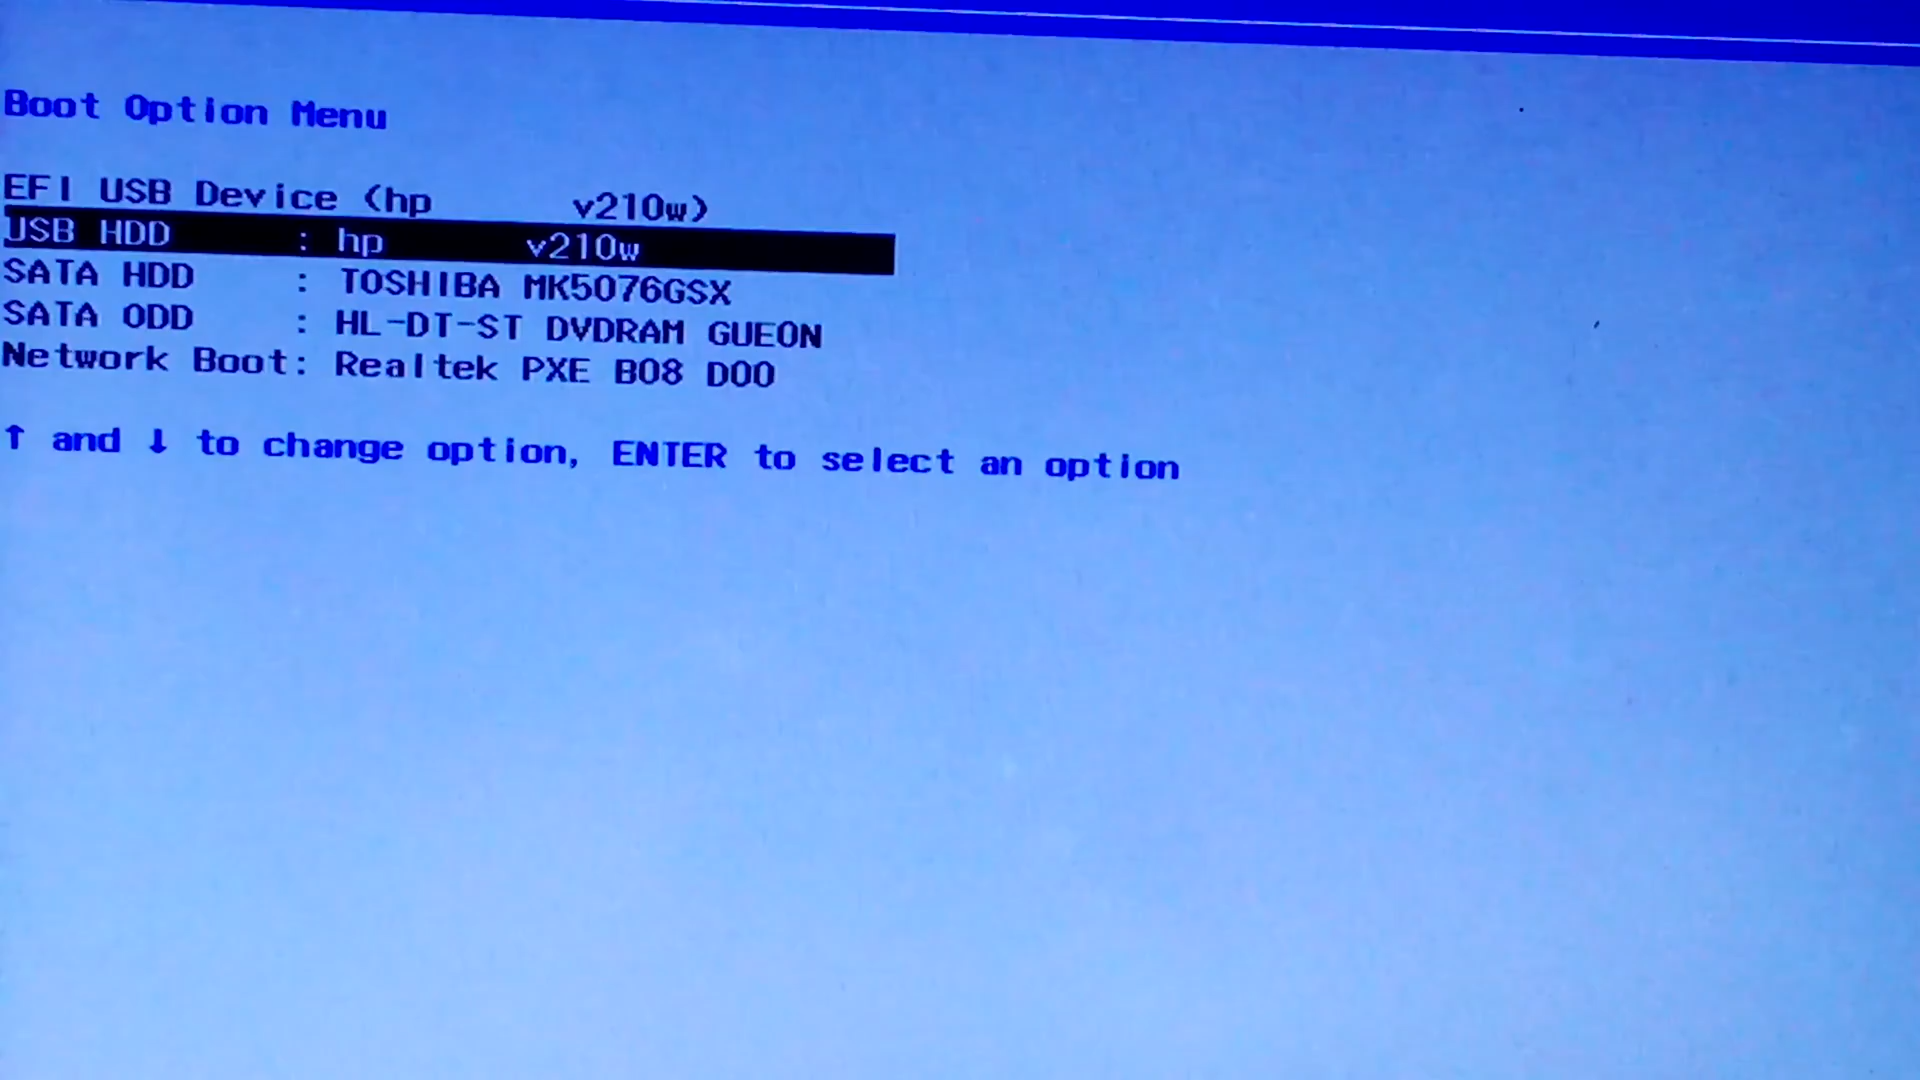 Boot Option Menu
EFI USB Device (hp v210w)
USB HDD : hp v210w
SATA HDD : TOSHIBA MK5076GSX
SATA ODD : HL-DT-ST DVDRAM GUEON
Network Boot: Realtek PXE B08 D00
↑ and ↓ to change option, ENTER to select an option